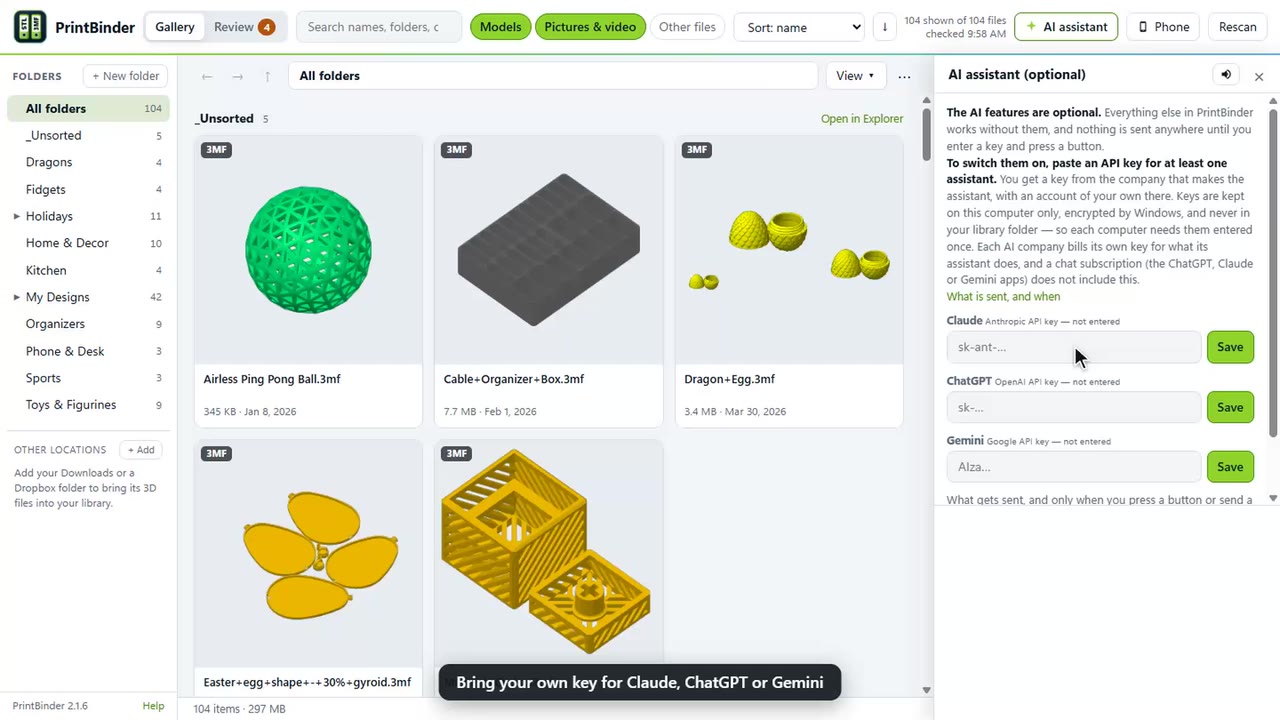 PrintBinder
Gallery
Review 4
Search names, folders, c
Models
Pictures & video
Other files
Sort: name
↓
104 shown of 104 files
checked 9:58 AM
AI assistant
Phone
Rescan
FOLDERS
+ New folder
All folders 104
_Unsorted 5
Dragons 4
Fidgets 4
Holidays 11
Home & Decor 10
Kitchen 4
My Designs 42
Organizers 9
Phone & Desk 3
Sports 3
Toys & Figurines 9
OTHER LOCATIONS
+ Add
Add your Downloads or a
Dropbox folder to bring its 3D
files into your library.
PrintBinder 2.1.6
Help
← → ↑
All folders
View
...
_Unsorted 5
Open in Explorer
3MF
Airless Ping Pong Ball.3mf
345 KB · Jan 8, 2026
3MF
Cable+Organizer+Box.3mf
7.7 MB · Feb 1, 2026
3MF
Dragon+Egg.3mf
3.4 MB · Mar 30, 2026
3MF
Easter+egg+shape+-+30%+gyroid.3mf
3MF
104 items · 297 MB
AI assistant (optional)
The AI features are optional. Everything else in PrintBinder
works without them, and nothing is sent anywhere until you
enter a key and press a button.
To switch them on, paste an API key for at least one
assistant. You get a key from the company that makes the
assistant, with an account of your own there. Keys are kept
on this computer only, encrypted by Windows, and never in
your library folder — so each computer needs them entered
once. Each AI company bills its own key for what its
assistant does, and a chat subscription (the ChatGPT, Claude
or Gemini apps) does not include this.
What is sent, and when
Claude Anthropic API key — not entered
sk-ant-...
Save
ChatGPT OpenAI API key — not entered
sk-...
Save
Gemini Google API key — not entered
AIza...
Save
What gets sent, and only when you press a button or send a
Bring your own key for Claude, ChatGPT or Gemini